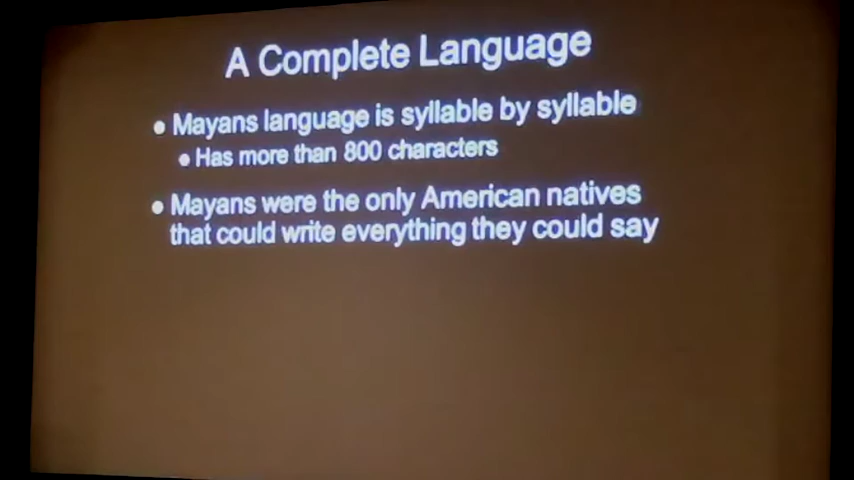 A Complete Language
• Mayans language is syllable by syllable
• Has more than 800 characters
• Mayans were the only American natives
that could write everything they could say